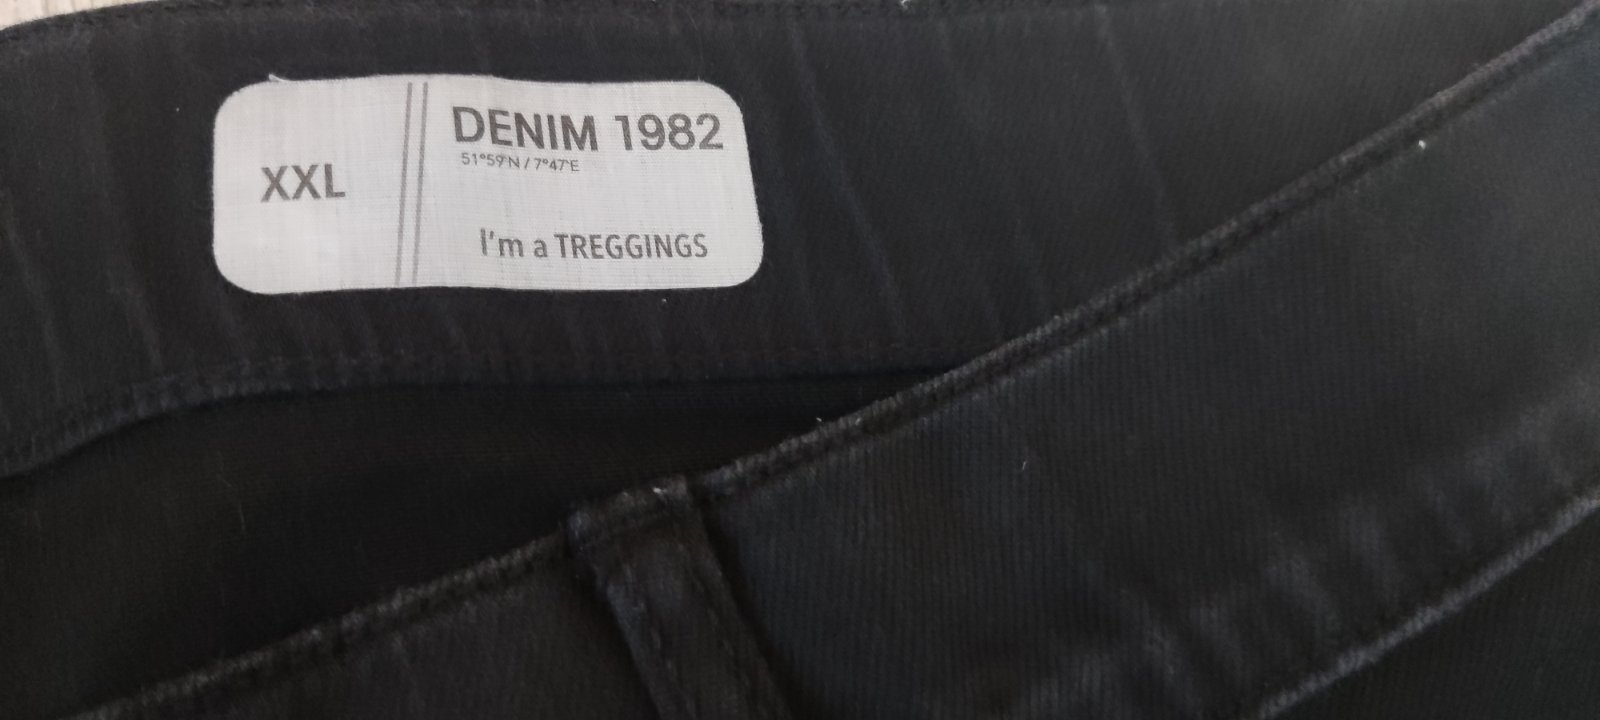 XXL
DENIM 1982
51°59'N / 7°47'E
I'm a TREGGINGS